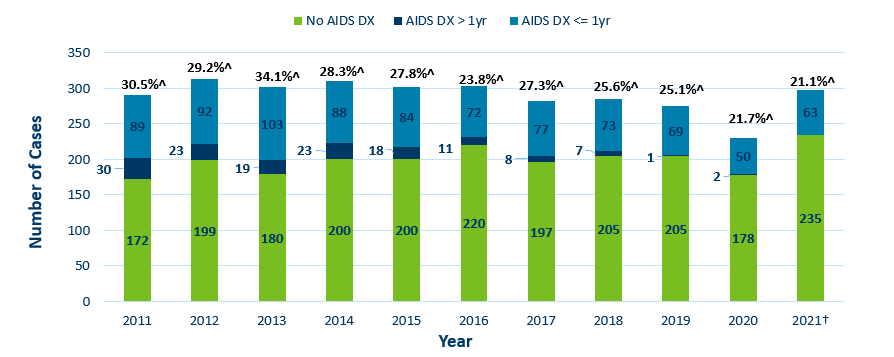 No AIDS DX AIDS DX > 1yr AIDS DX <= 1yr
350
300
250
200
150
100
50
0
Number of Cases
30.5%^ 29.2%^ 34.1%^ 28.3%^ 27.8%^ 23.8%^ 27.3%^ 25.6%^ 25.1%^ 21.7%^ 21.1%^
89 92 103 88 84 72 77 73 69 50 63
30 23 19 23 18 11 8 7 1 2
172 199 180 200 200 220 197 205 205 178 235
2011 2012 2013 2014 2015 2016 2017 2018 2019 2020 2021†
Year